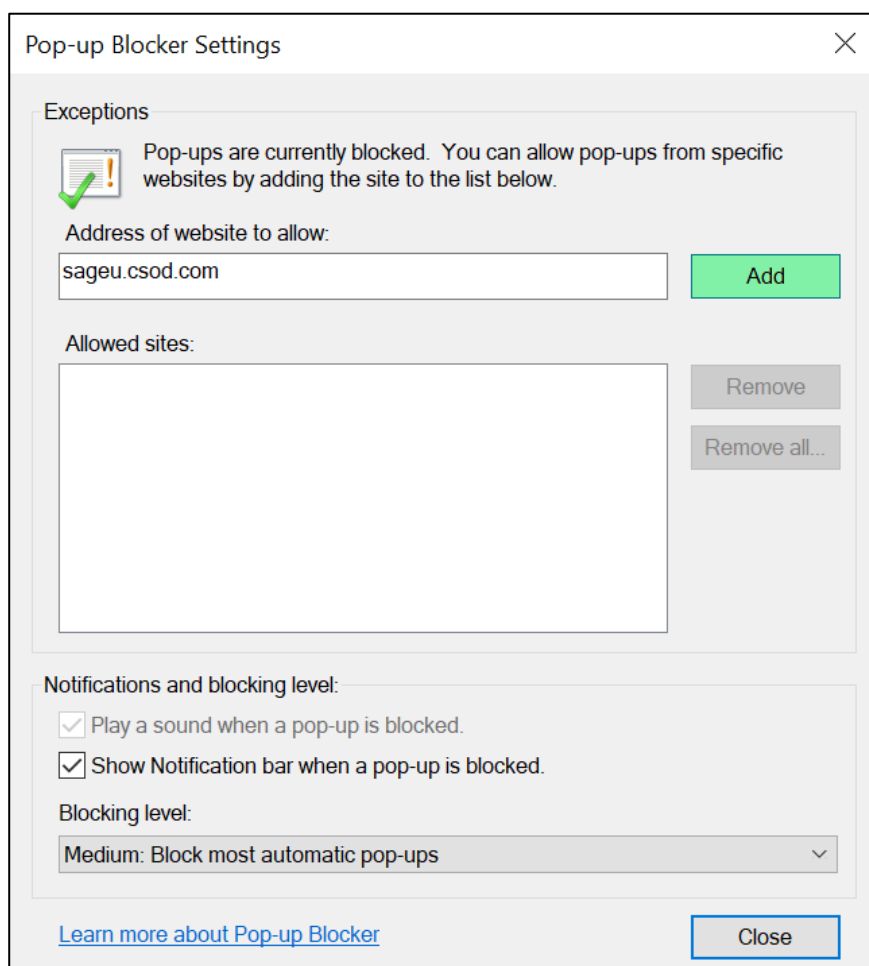 Pop-up Blocker Settings
Exceptions
Pop-ups are currently blocked.  You can allow pop-ups from specific
websites by adding the site to the list below.
Address of website to allow:
sageu.csod.com
Add
Allowed sites:
Remove
Remove all...
Notifications and blocking level:
Play a sound when a pop-up is blocked.
Show Notification bar when a pop-up is blocked.
Blocking level:
Medium: Block most automatic pop-ups
Learn more about Pop-up Blocker
Close